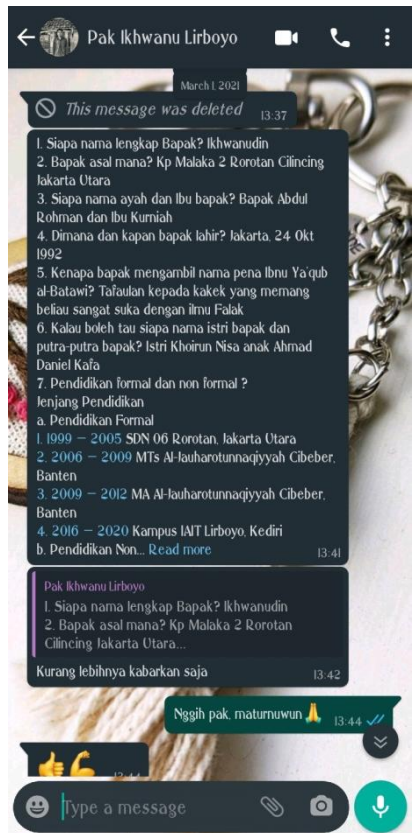 Pak Ikhwanu Lirboyo
March 1, 2021
This message was deleted 13:37
1. Siapa nama lengkap Bapak? Ikhwanudin
2. Bapak asal mana? Kp Malaka 2 Rorotan Cilincing
Jakarta Utara
3. Siapa nama ayah dan Ibu bapak? Bapak Abdul
Rohman dan Ibu Kurniah
4. Dimana dan kapan bapak lahir? Jakarta, 24 Okt
1992
5. Kenapa bapak mengambil nama pena Ibnu Ya'qub
al-Batawi? Tafaulan kepada kakek yang memang
beliau sangat suka dengan ilmu Falak
6. Kalau boleh tau siapa nama istri bapak dan
putra-putra bapak? Istri Khoirun Nisa anak Ahmad
Daniel Kafa
7. Pendidikan formal dan non formal ?
Jenjang Pendidikan
a. Pendidikan Formal
1. 1999 – 2005 SDN 06 Rorotan, Jakarta Utara
2. 2006 – 2009 MTs Al-Jauharotunnaqiyyah Cibeber,
Banten
3. 2009 – 2012 MA Al-Jauharotunnaqiyyah Cibeber,
Banten
4. 2016 – 2020 Kampus IAIT Lirboyo, Kediri
b. Pendidikan Non... Read more 13:41
Pak Ikhwanu Lirboyo
1. Siapa nama lengkap Bapak? Ikhwanudin
2. Bapak asal mana? Kp Malaka 2 Rorotan
Cilincing Jakarta Utara...
Kurang lebihnya kabarkan saja 13:42
Nggih pak, maturnuwun 🙏 13:44
👍💪 13:44
Type a message